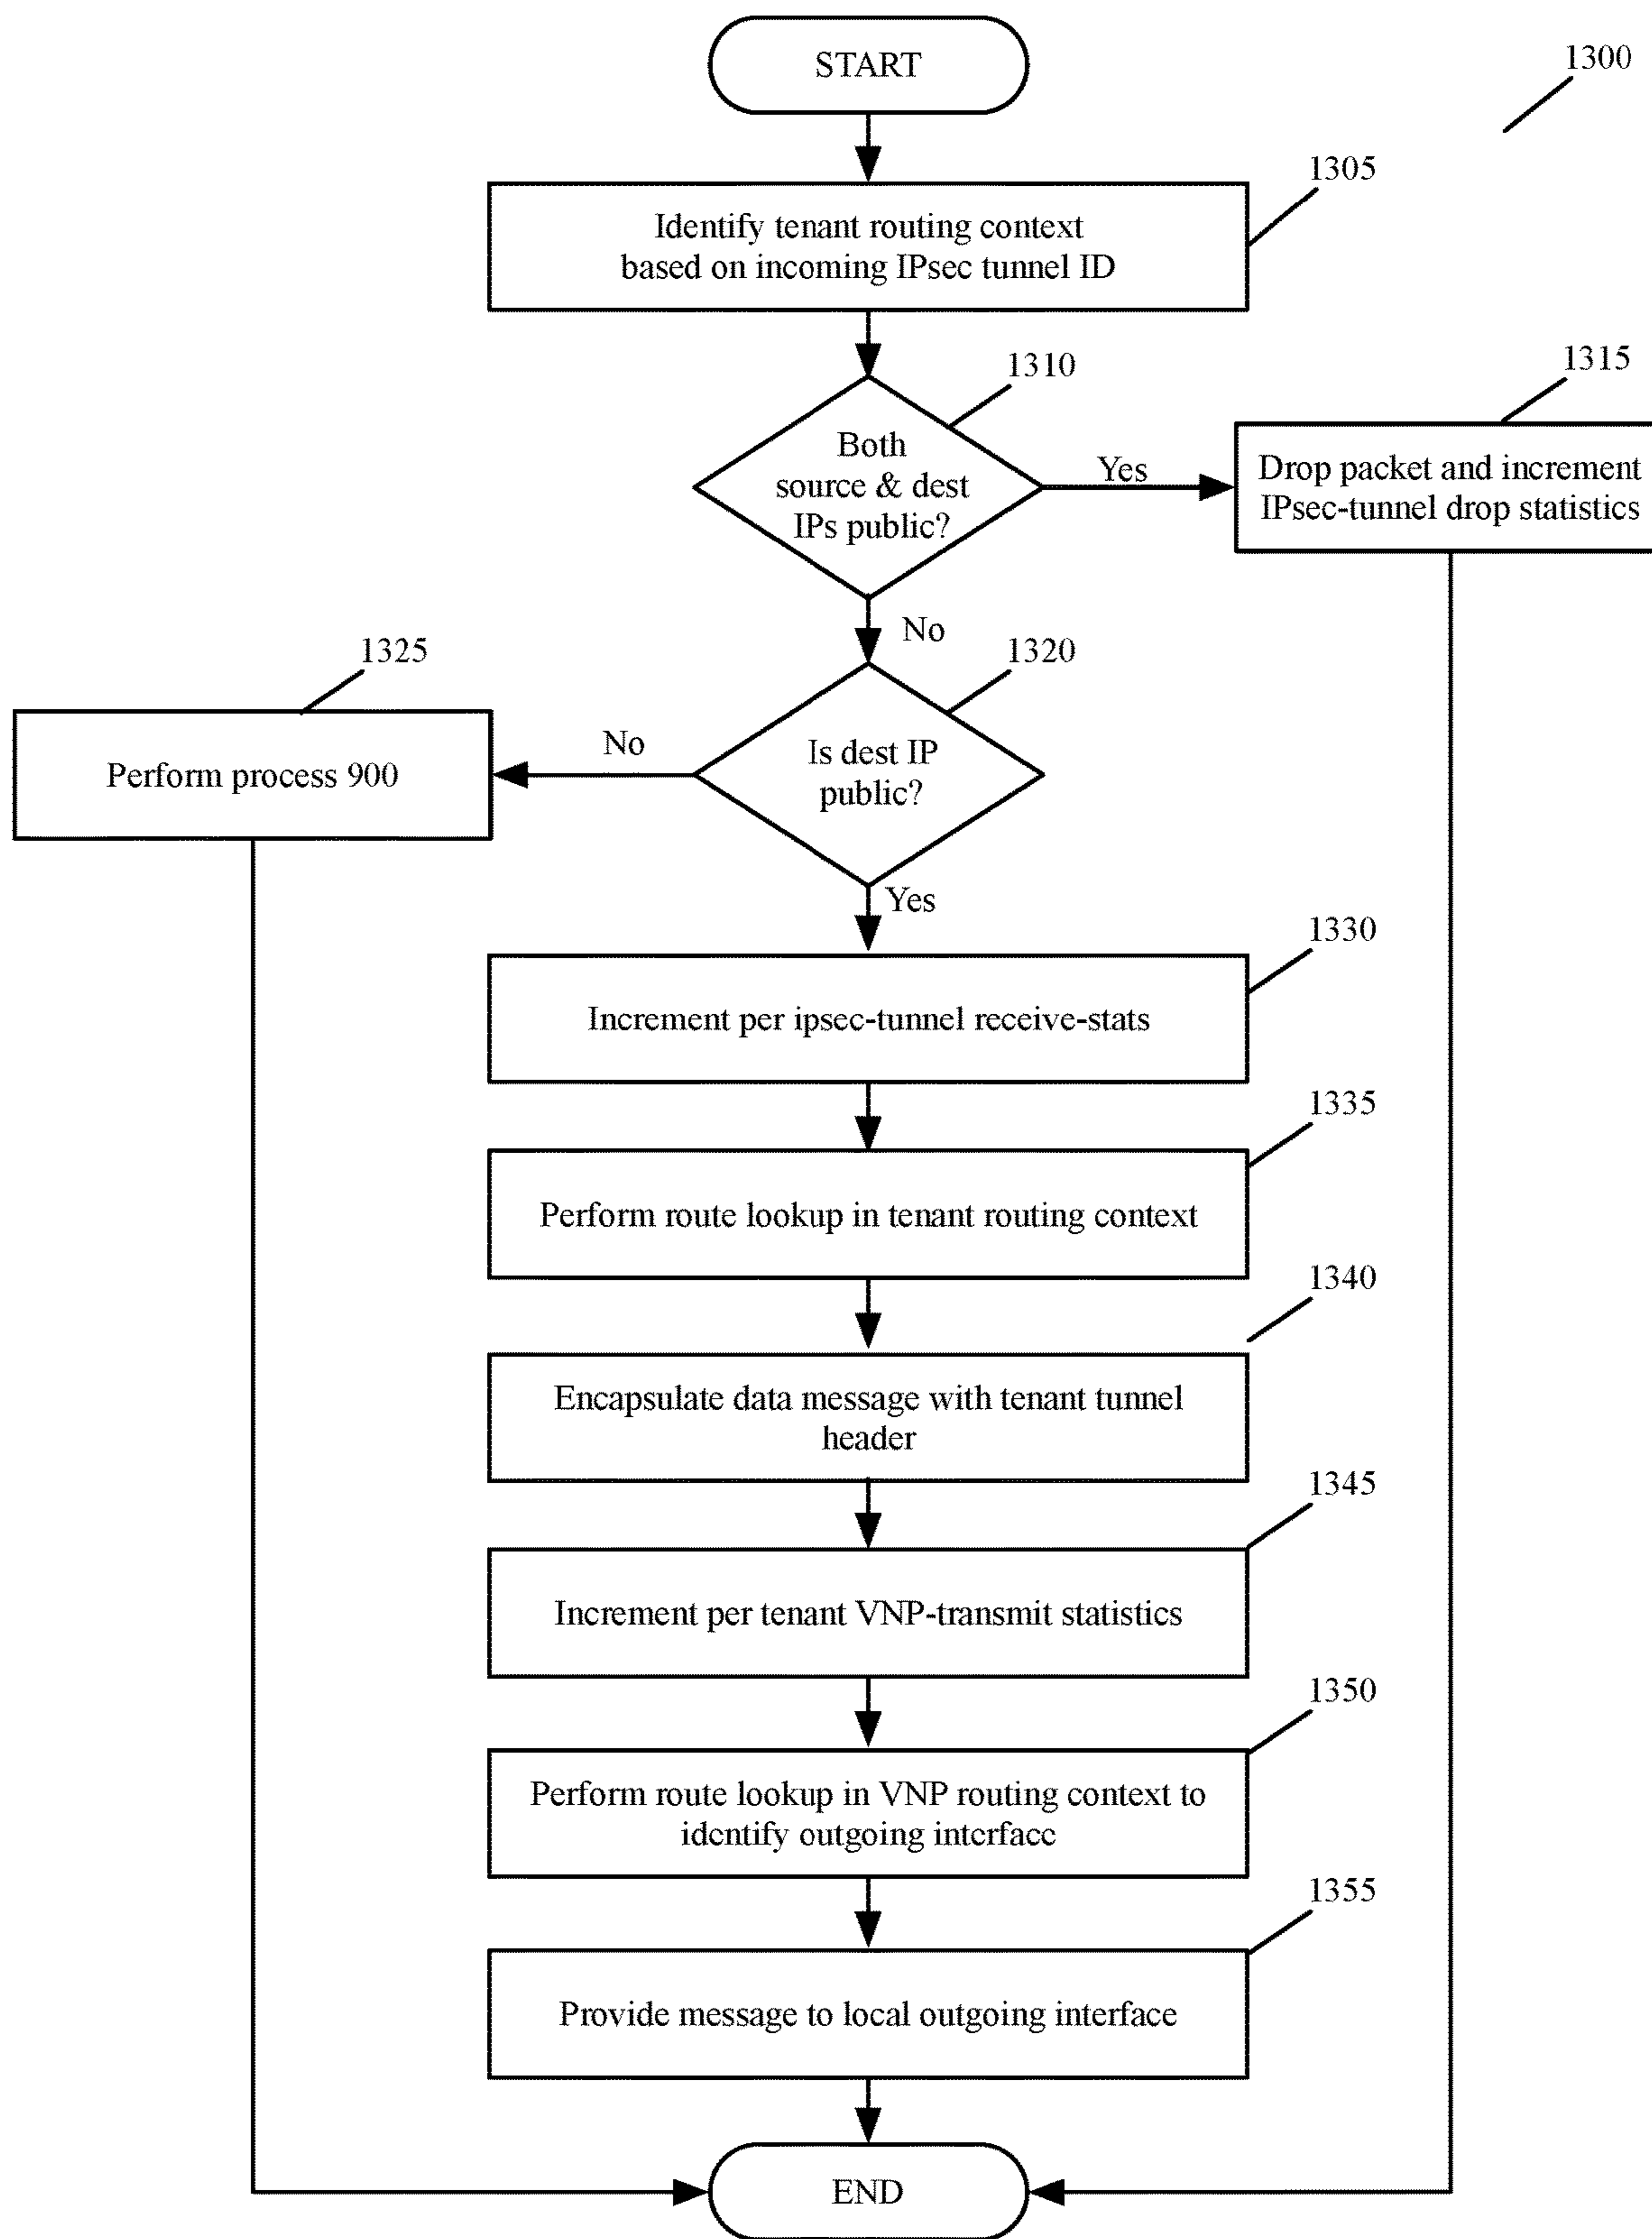 START
1300
1305
Identify tenant routing context
based on incoming IPsec tunnel ID
1310
1315
Both
source & dest
IPs public?
Yes
Drop packet and increment
IPsec-tunnel drop statistics
No
1325
1320
No
Is dest IP
public?
Perform process 900
Yes
1330
Increment per ipsec-tunnel receive-stats
1335
Perform route lookup in tenant routing context
1340
Encapsulate data message with tenant tunnel
header
1345
Increment per tenant VNP-transmit statistics
1350
Perform route lookup in VNP routing context to
identify outgoing interface
1355
Provide message to local outgoing interface
END